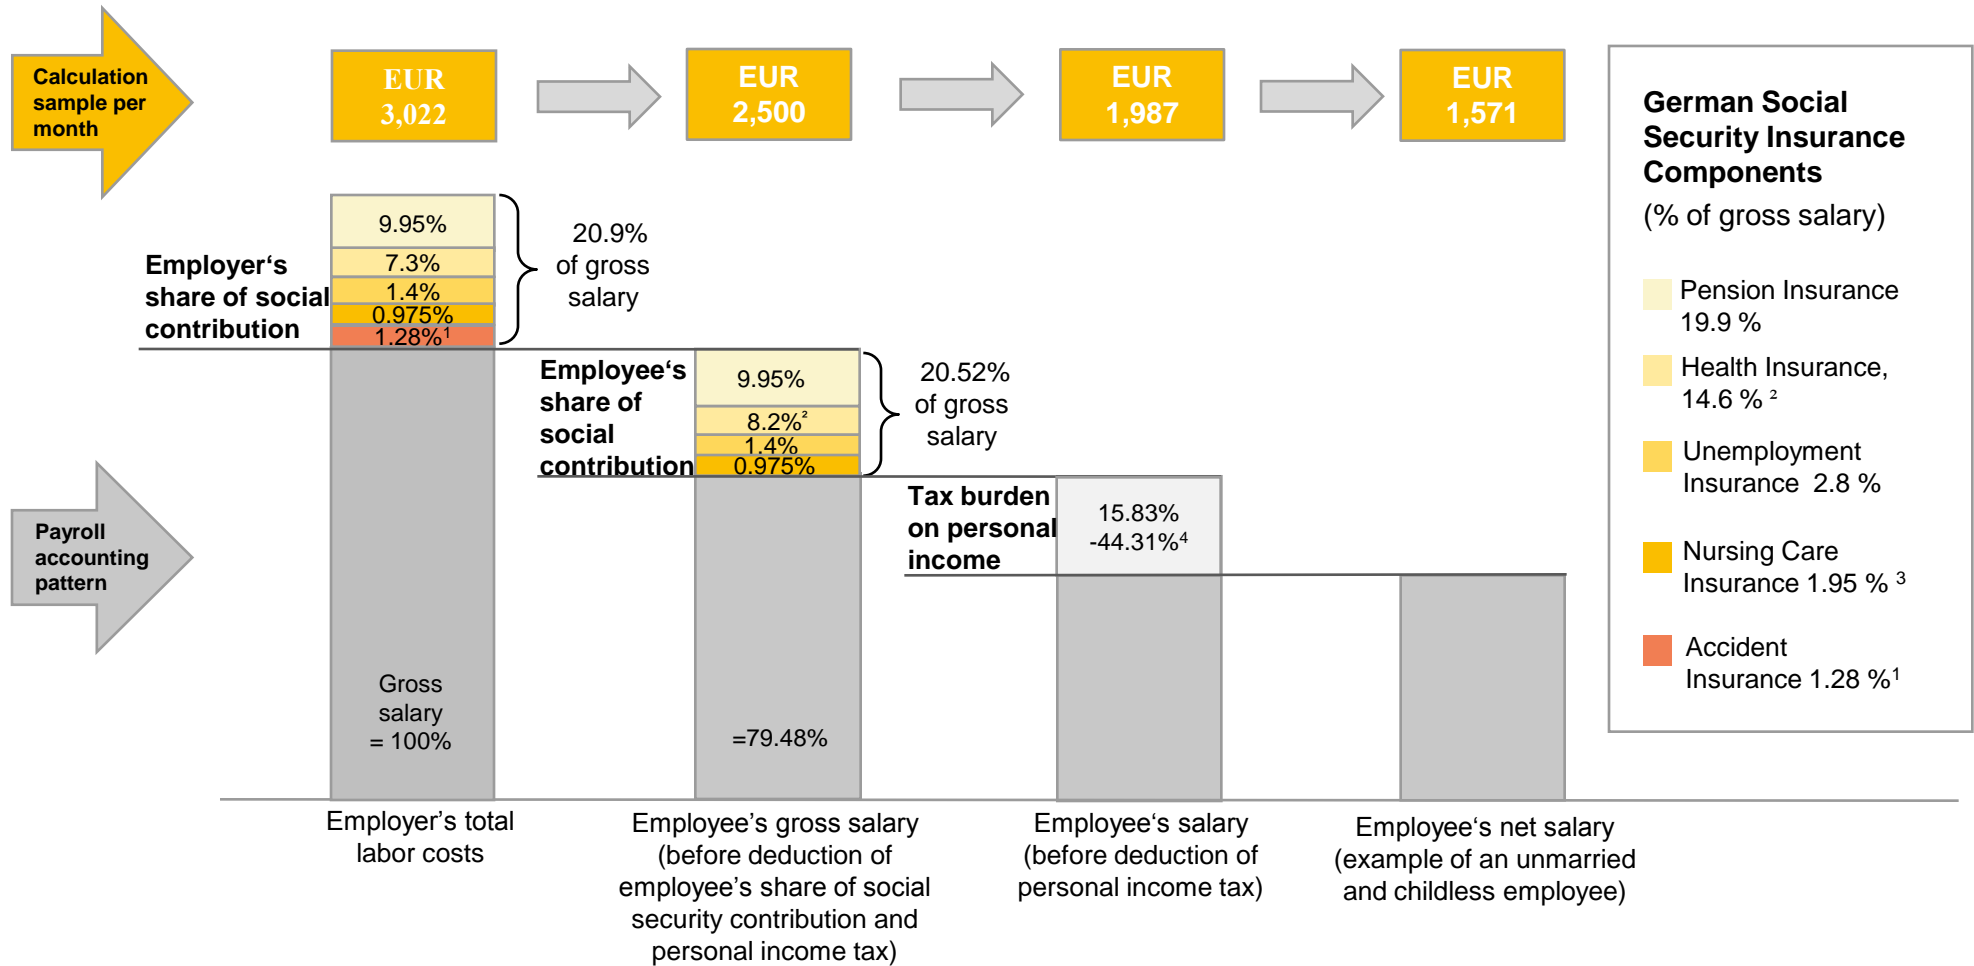 Calculation
sample per
month
EUR
3,022
EUR
2,500
EUR
1,987
EUR
1,571
German Social
Security Insurance
Components
(% of gross salary)
Pension Insurance
19.9 %
Health Insurance,
14.6 % ²
Unemployment
Insurance 2.8 %
Nursing Care
Insurance 1.95 % ³
Accident
Insurance 1.28 %¹
Employer‘s
share of social
contribution
9.95%
7.3%
1.4%
0.975%
1.28%¹
20.9%
of gross
salary
Employee‘s
share of
social
contribution
9.95%
8.2%²
1.4%
0.975%
20.52%
of gross
salary
Tax burden
on personal
income
15.83%
-44.31%⁴
Payroll
accounting
pattern
Gross
salary
= 100%
=79.48%
Employer’s total
labor costs
Employee‘s gross salary
(before deduction of
employee’s share of social
security contribution and
personal income tax)
Employee‘s salary
(before deduction of
personal income tax)
Employee‘s net salary
(example of an unmarried
and childless employee)